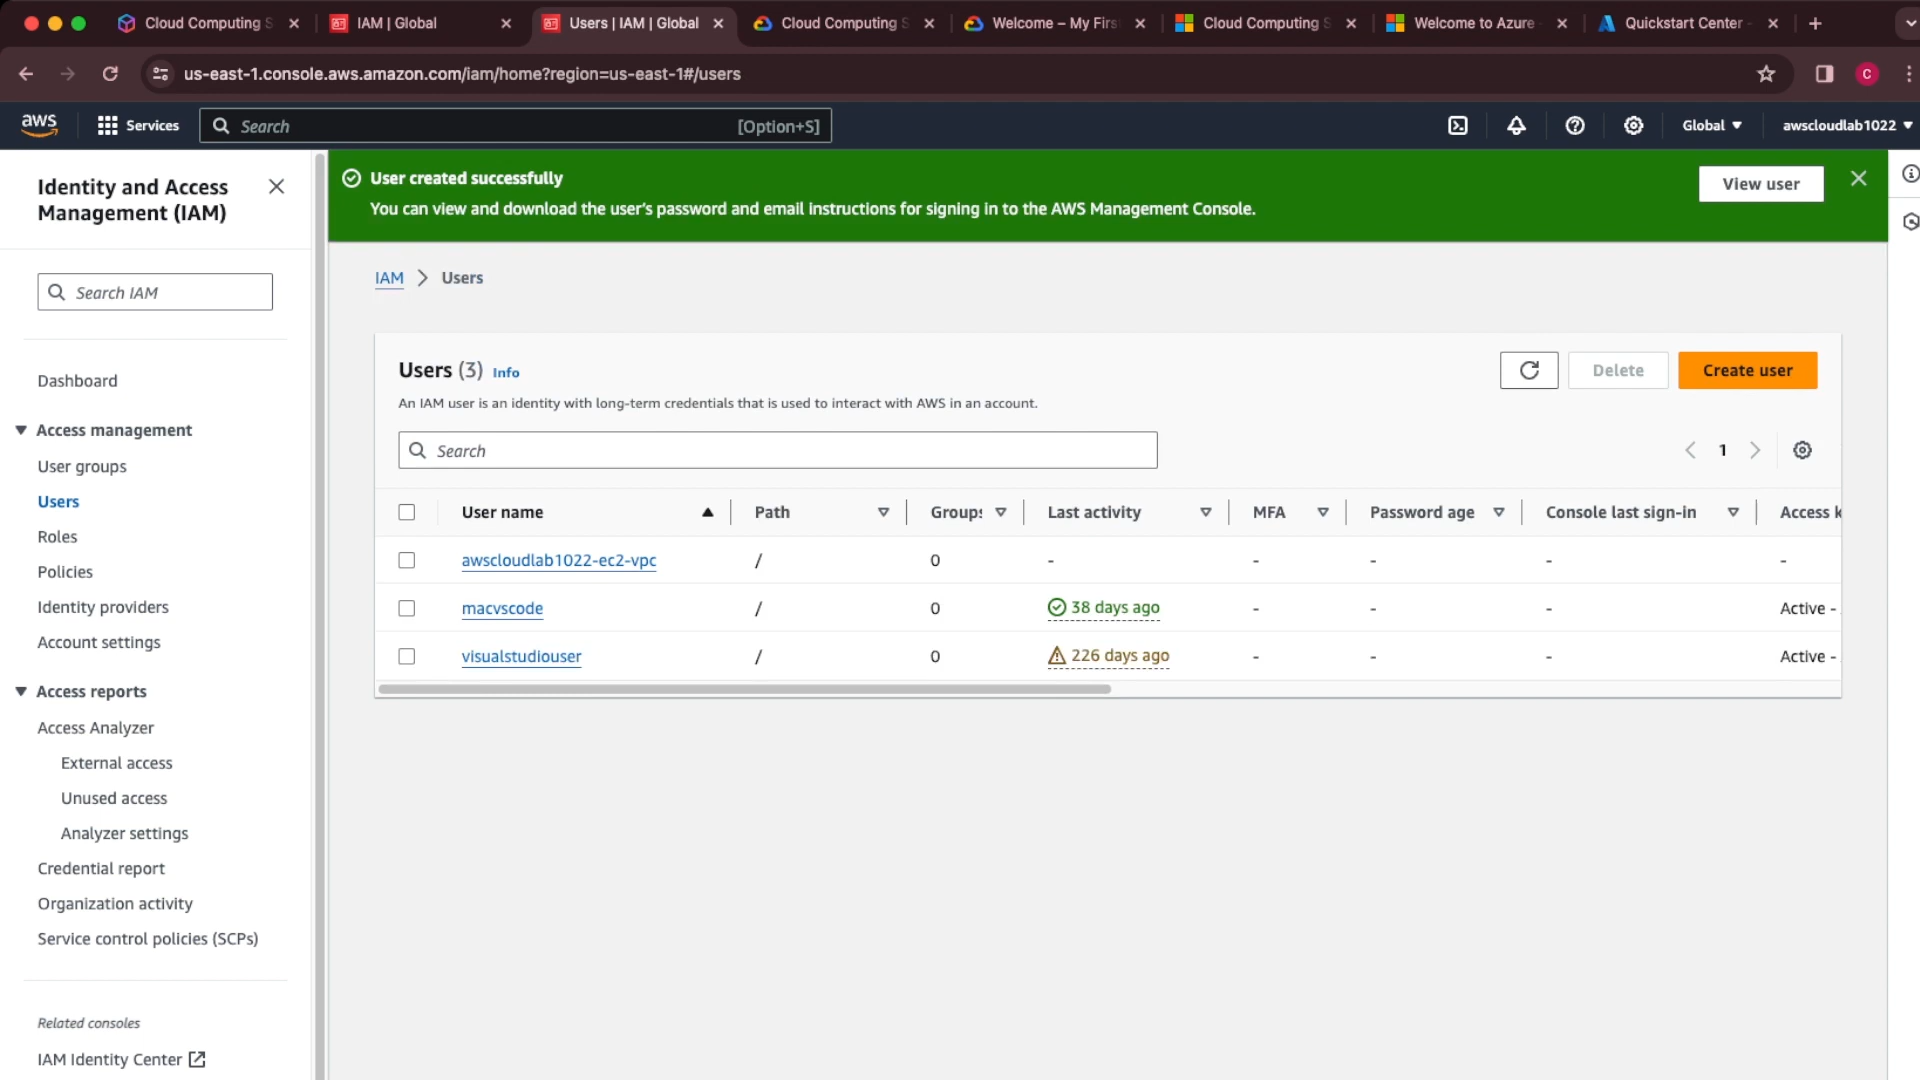 Cloud Computing S
IAM | Global
Users | IAM | Global
Cloud Computing S
Welcome – My Firs
Cloud Computing S
Welcome to Azure
Quickstart Center -
us-east-1.console.aws.amazon.com/iam/home?region=us-east-1#/users
C
aws
Services
Search
[Option+S]
Global
awscloudlab1022
Identity and Access
Management (IAM)
Search IAM
Dashboard
Access management
User groups
Users
Roles
Policies
Identity providers
Account settings
Access reports
Access Analyzer
External access
Unused access
Analyzer settings
Credential report
Organization activity
Service control policies (SCPs)
Related consoles
IAM Identity Center
User created successfully
You can view and download the user's password and email instructions for signing in to the AWS Management Console.
View user
IAM > Users
Users (3) Info
Delete
Create user
An IAM user is an identity with long-term credentials that is used to interact with AWS in an account.
Search
1
User name Path Groups Last activity MFA Password age Console last sign-in Access k
awscloudlab1022-ec2-vpc / 0 - - - - -
macvscode / 0 38 days ago - - - Active -
visualstudiouser / 0 226 days ago - - - Active -